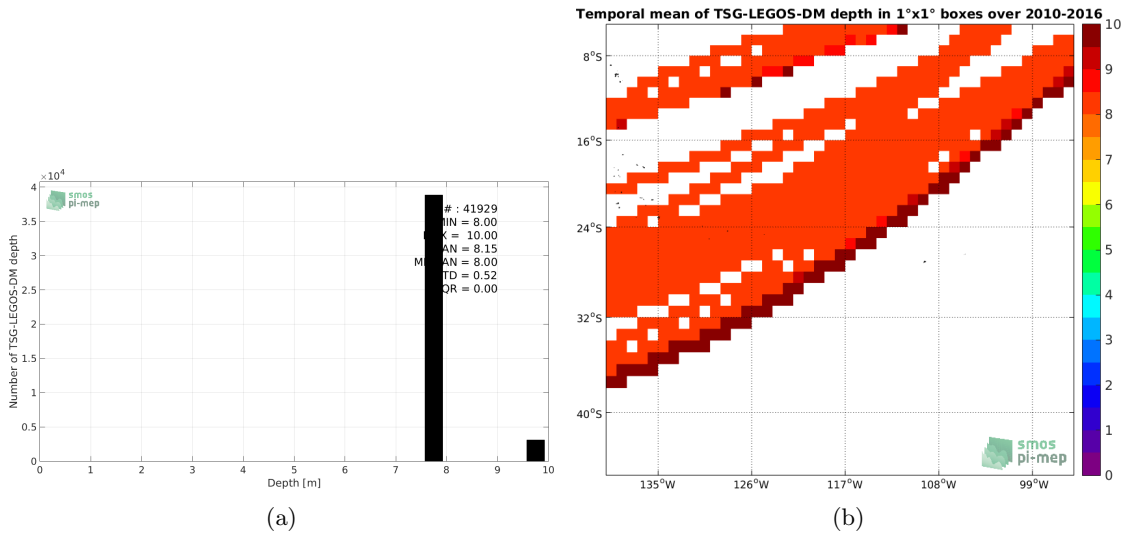 Temporal mean of TSG-LEGOS-DM depth in 1°x1° boxes over 2010-2016
×10⁴
4
3.5
3
2.5
2
1.5
1
0.5
0
Number of TSG-LEGOS-DM depth
smos
pi-mep
# : 41929
MIN = 8.00
X = 10.00
AN = 8.15
M AN = 8.00
TD = 0.52
QR = 0.00
0 1 2 3 4 5 6 7 8 9 10
Depth [m]
(a)
8°S
16°S
24°S
32°S
40°S
135°W 126°W 117°W 108°W 99°W
smos
pi-mep
10
9
8
7
6
5
4
3
2
1
0
(b)